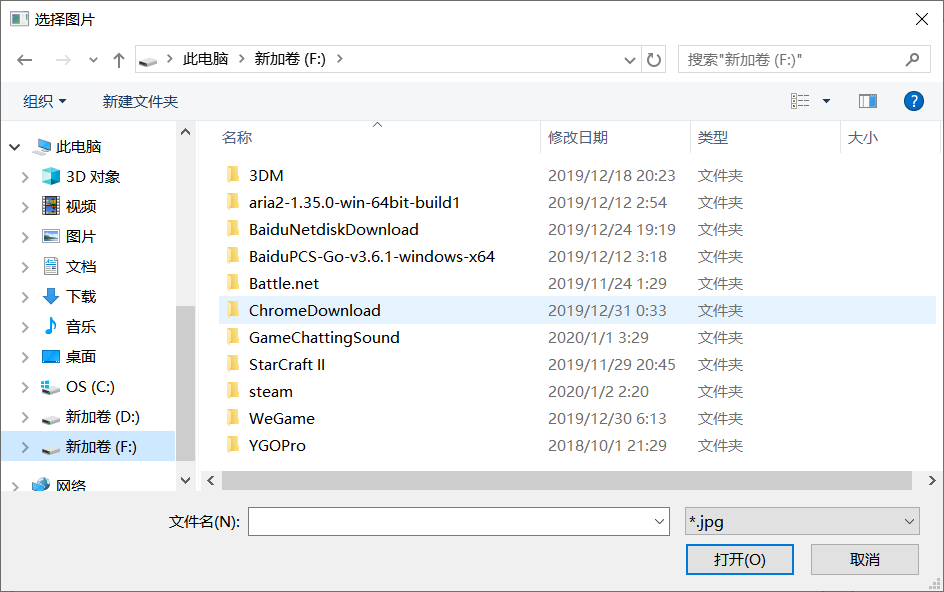 选择图片
此电脑 新加卷 (F:) 搜索"新加卷 (F:)"
组织 新建文件夹 ?
此电脑
3D 对象
视频
图片
文档
下载
音乐
桌面
OS (C:)
新加卷 (D:)
新加卷 (F:)
网络
名称 修改日期 类型 大小
3DM 2019/12/18 20:23 文件夹
aria2-1.35.0-win-64bit-build1 2019/12/12 2:54 文件夹
BaiduNetdiskDownload 2019/12/24 19:19 文件夹
BaiduPCS-Go-v3.6.1-windows-x64 2019/12/12 3:18 文件夹
Battle.net 2019/11/24 1:29 文件夹
ChromeDownload 2019/12/31 0:33 文件夹
GameChattingSound 2020/1/1 3:29 文件夹
StarCraft II 2019/11/29 20:45 文件夹
steam 2020/1/2 2:20 文件夹
WeGame 2019/12/30 6:13 文件夹
YGOPro 2018/10/1 21:29 文件夹
文件名(N): *.jpg
打开(O) 取消